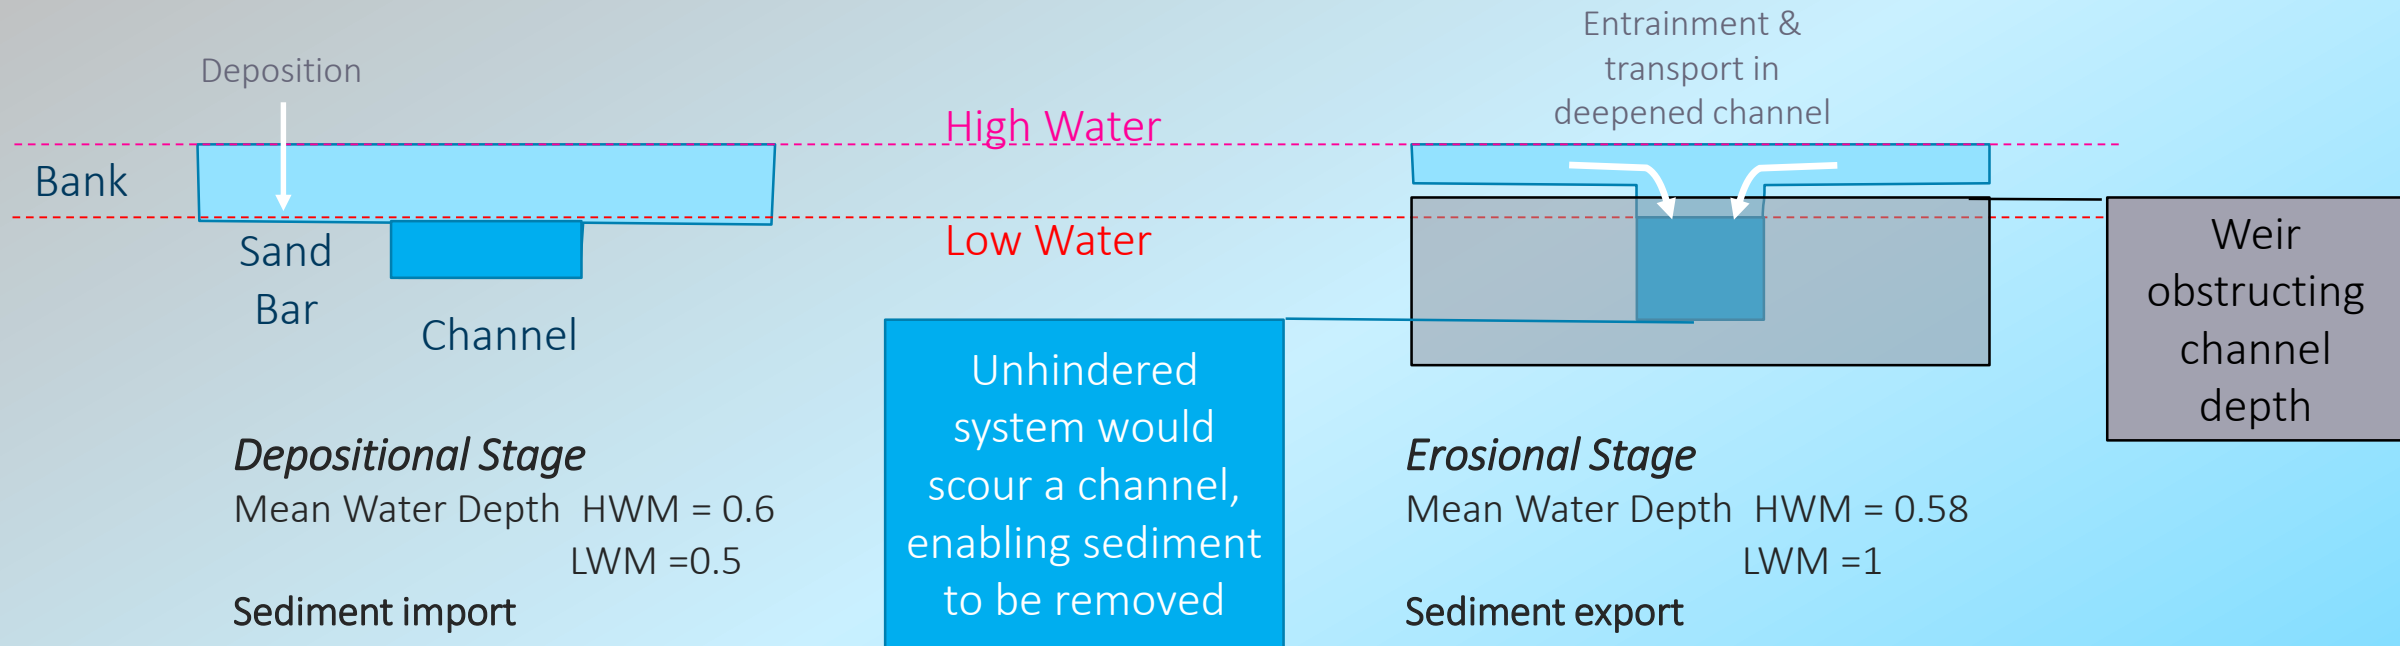 Deposition
Bank
Sand
Bar
Channel
High Water
Low Water
Entrainment &
transport in
deepened channel
Weir
obstructing
channel
depth
Unhindered
system would
scour a channel,
enabling sediment
to be removed
Depositional Stage
Mean Water Depth HWM = 0.6
LWM =0.5
Sediment import
Erosional Stage
Mean Water Depth HWM = 0.58
LWM =1
Sediment export